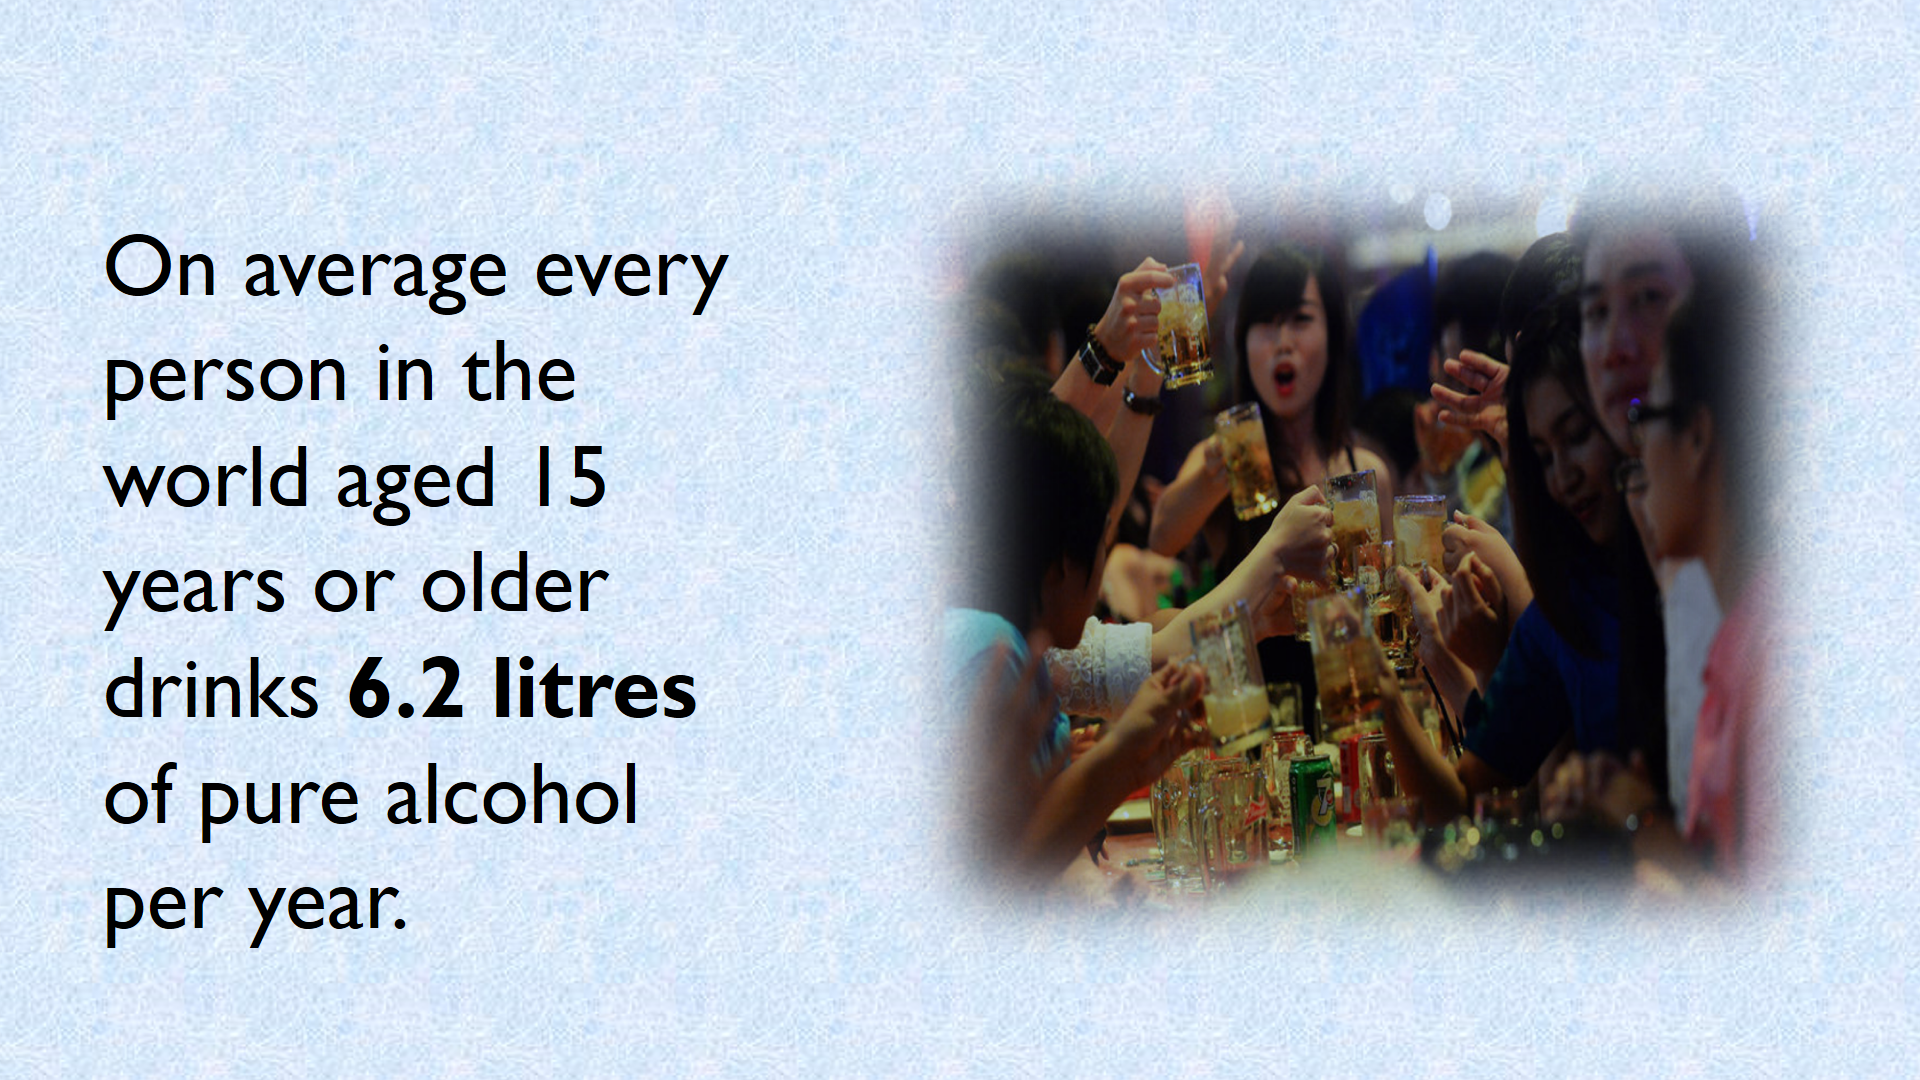 On average every
person in the
world aged 15
years or older
drinks 6.2 litres
of pure alcohol
per year.
7